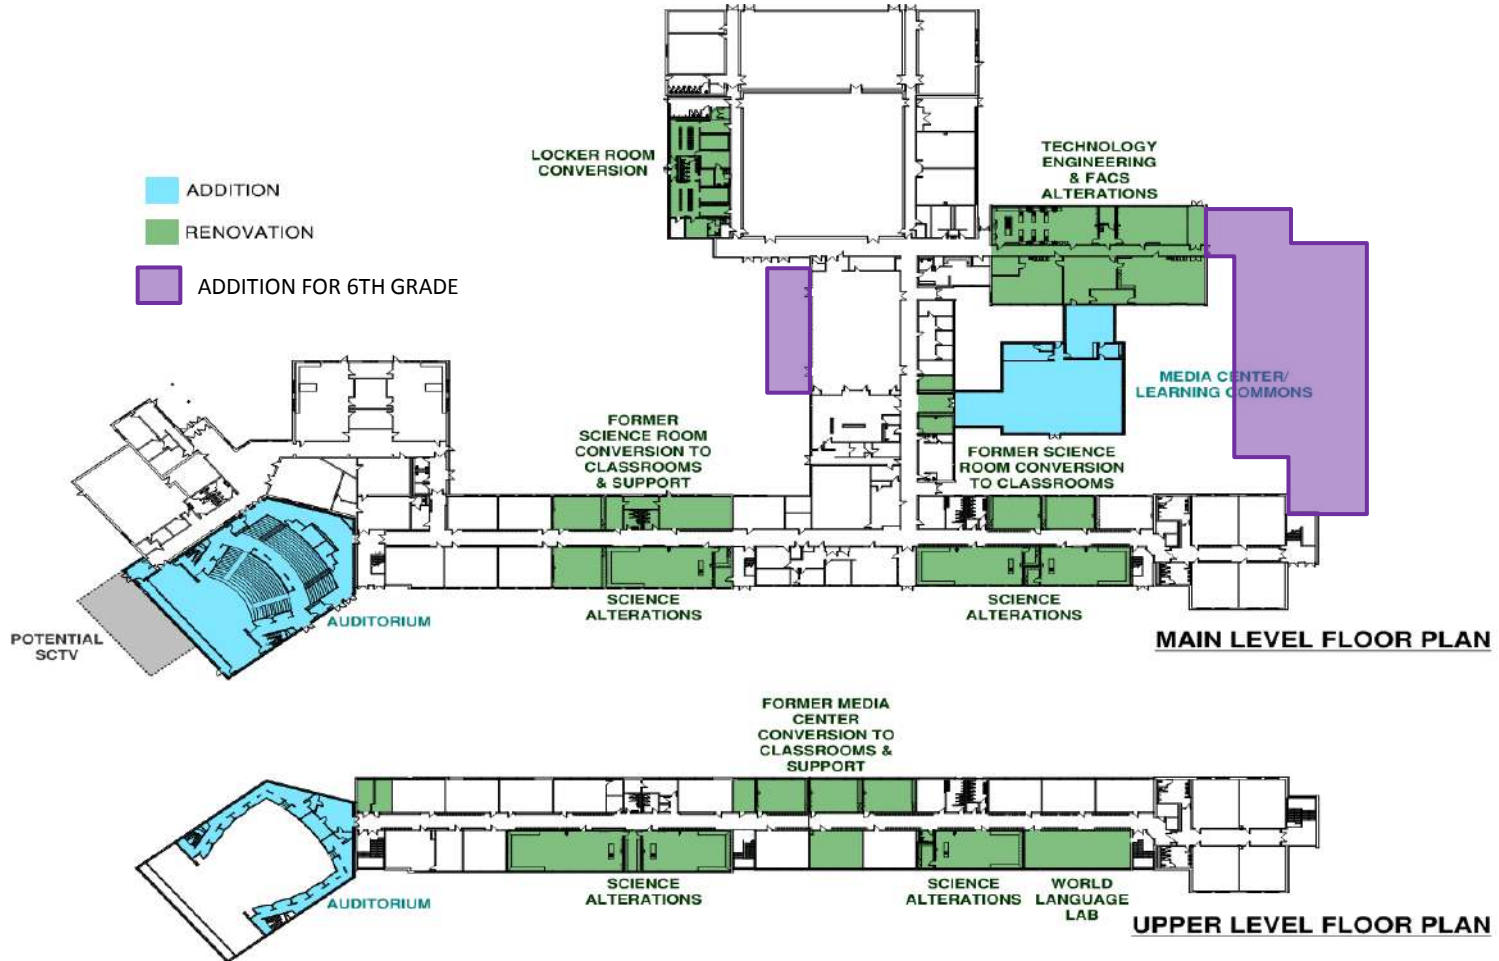 LOCKER ROOM
CONVERSION
TECHNOLOGY
ENGINEERING
& FACS
ALTERATIONS
ADDITION
RENOVATION
ADDITION FOR 6TH GRADE
MEDIA CENTER/
LEARNING COMMONS
FORMER
SCIENCE ROOM
CONVERSION TO
CLASSROOMS
& SUPPORT
FORMER SCIENCE
ROOM CONVERSION
TO CLASSROOMS
SCIENCE
ALTERATIONS
SCIENCE
ALTERATIONS
AUDITORIUM
POTENTIAL
SCTV
MAIN LEVEL FLOOR PLAN
FORMER MEDIA
CENTER
CONVERSION TO
CLASSROOMS &
SUPPORT
AUDITORIUM
SCIENCE
ALTERATIONS
SCIENCE
ALTERATIONS
WORLD
LANGUAGE
LAB
UPPER LEVEL FLOOR PLAN